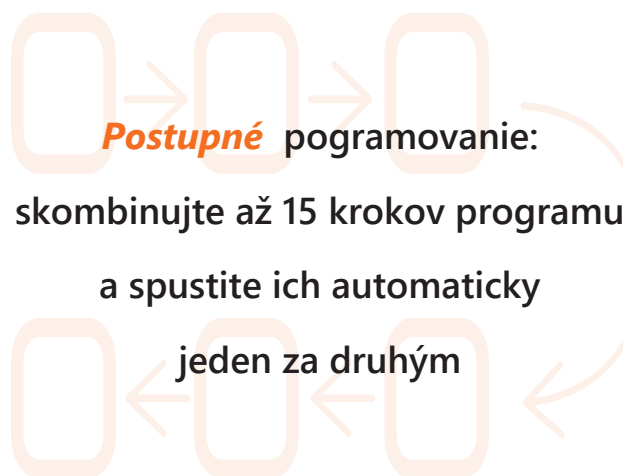 Postupné pogramovanie:
skombinujte až 15 krokov programu
a spustite ich automaticky
jeden za druhým